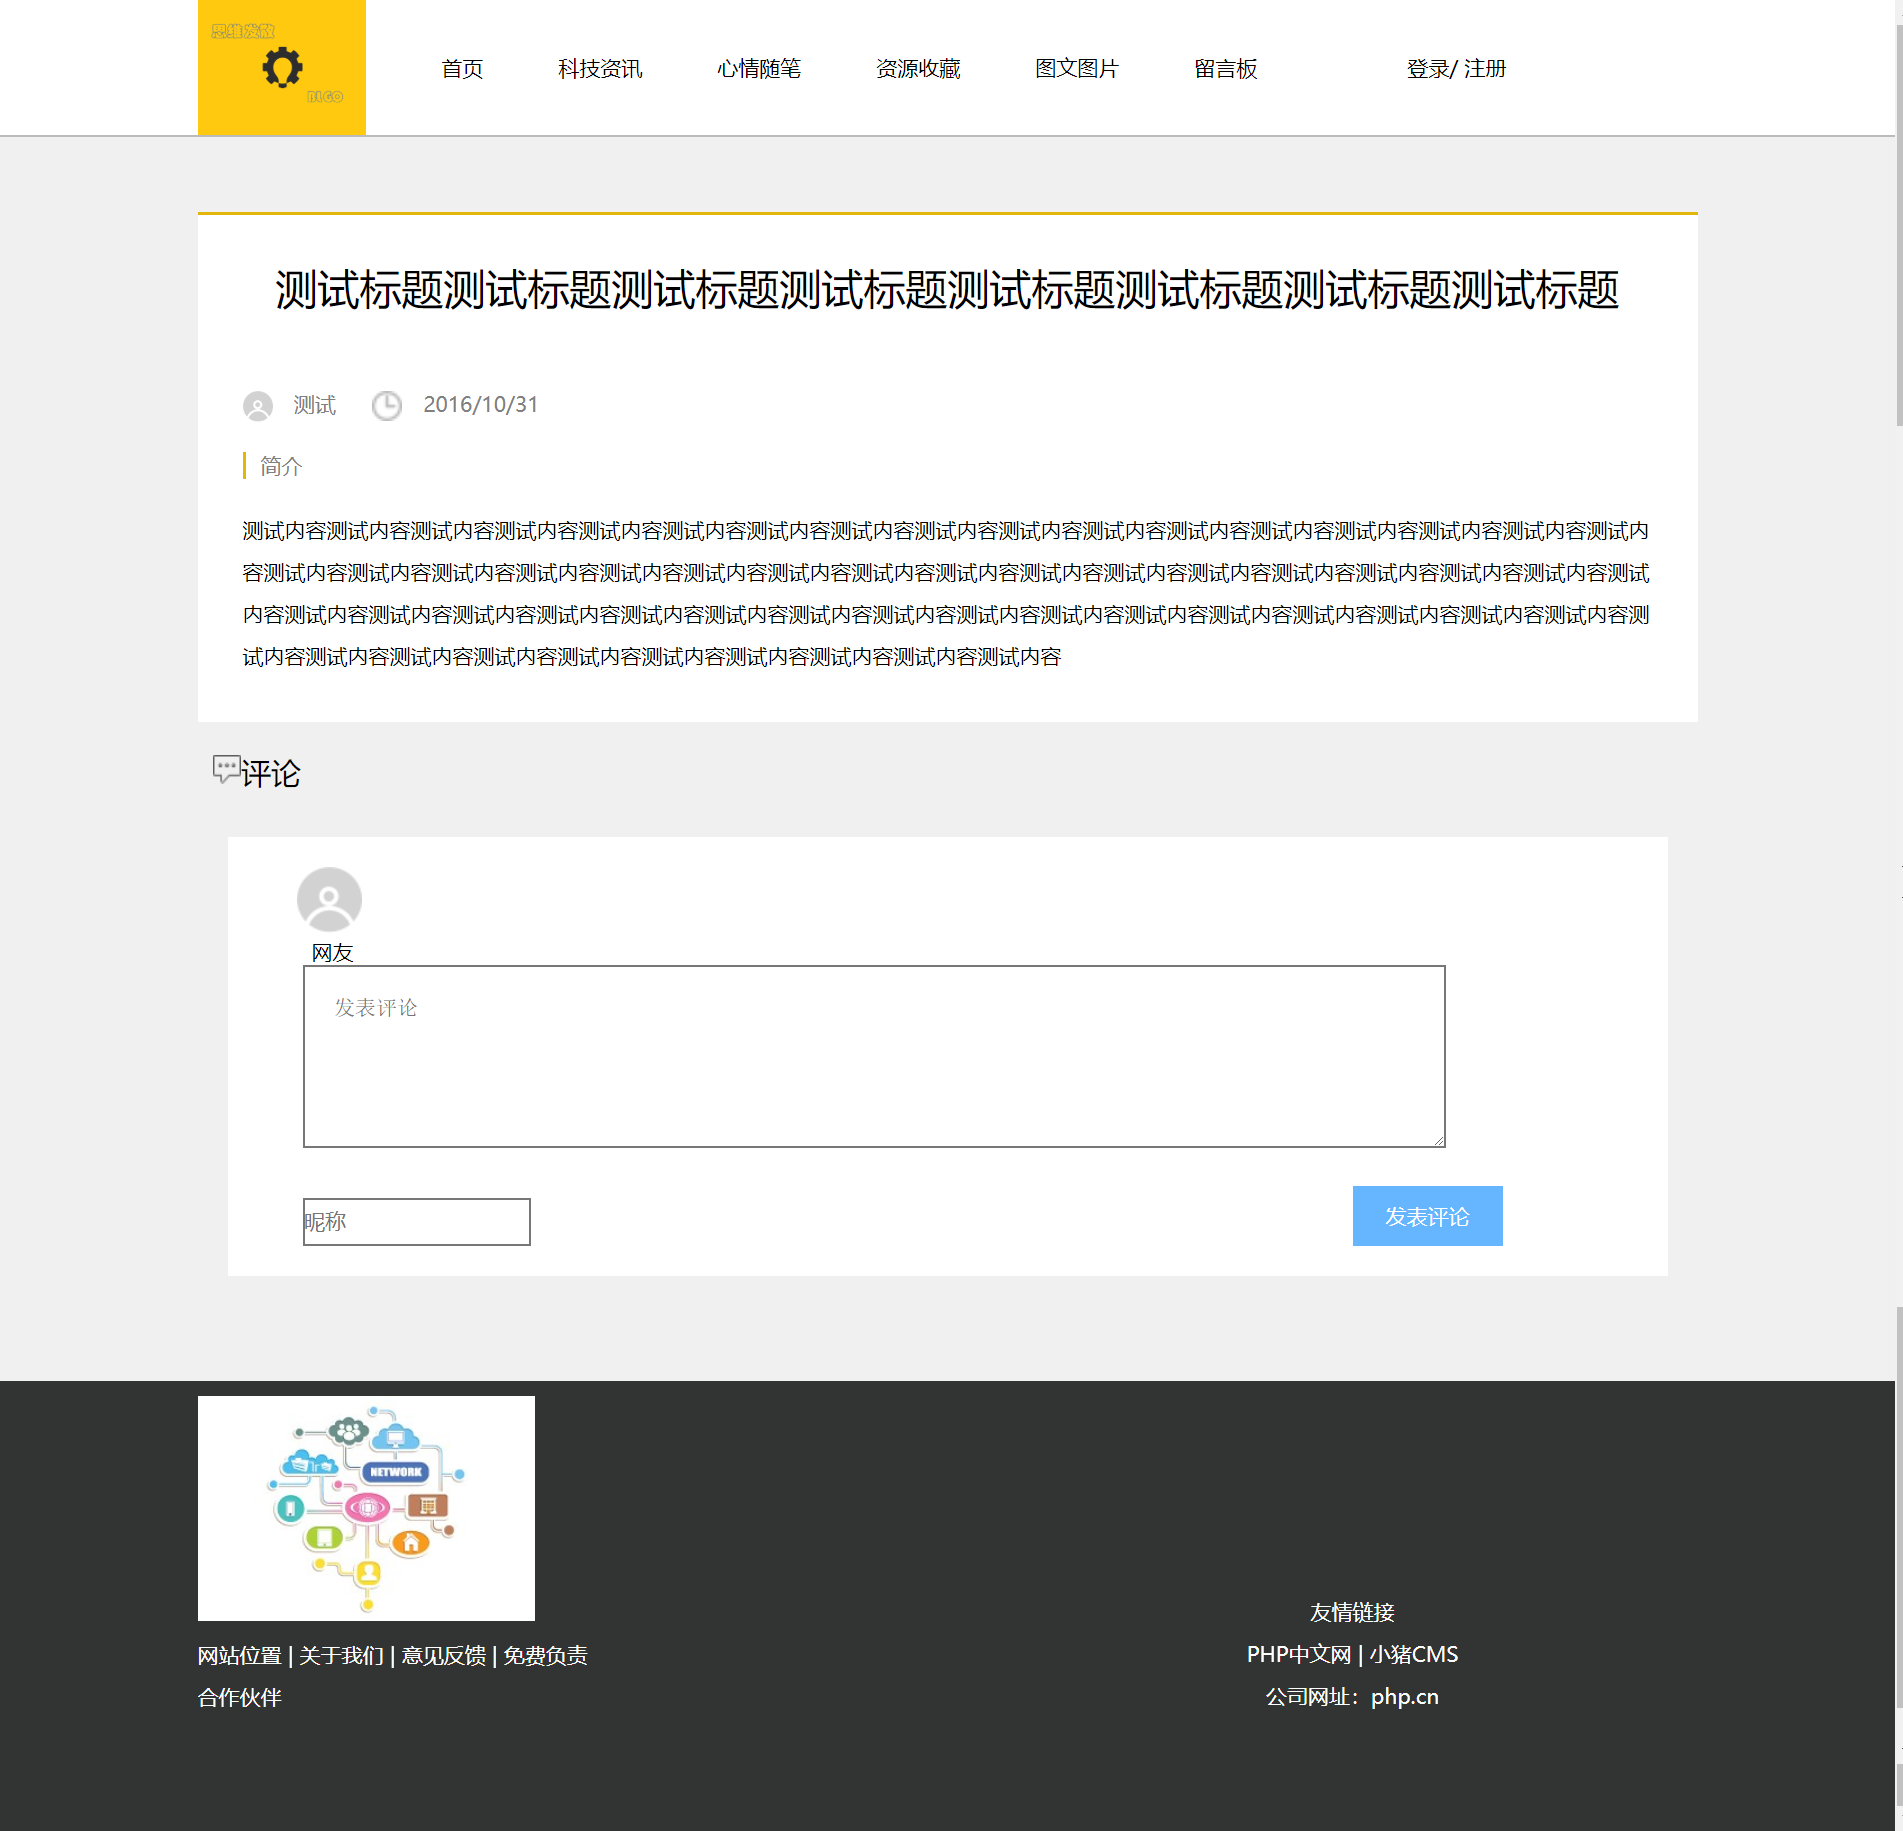 思维发散
BLGO
首页 科技资讯 心情随笔 资源收藏 图文图片 留言板 登录/ 注册
测试标题测试标题测试标题测试标题测试标题测试标题测试标题测试标题
测试 2016/10/31
简介
测试内容测试内容测试内容测试内容测试内容测试内容测试内容测试内容测试内容测试内容测试内容测试内容测试内容测试内容测试内容测试内容测试内
容测试内容测试内容测试内容测试内容测试内容测试内容测试内容测试内容测试内容测试内容测试内容测试内容测试内容测试内容测试内容测试内容测试
内容测试内容测试内容测试内容测试内容测试内容测试内容测试内容测试内容测试内容测试内容测试内容测试内容测试内容测试内容测试内容测试内容测
试内容测试内容测试内容测试内容测试内容测试内容测试内容测试内容测试内容测试内容
评论
网友
发表评论
昵称
发表评论
NETWORK
网站位置 | 关于我们 | 意见反馈 | 免费负责
合作伙伴
友情链接
PHP中文网 | 小猪CMS
公司网址：php.cn